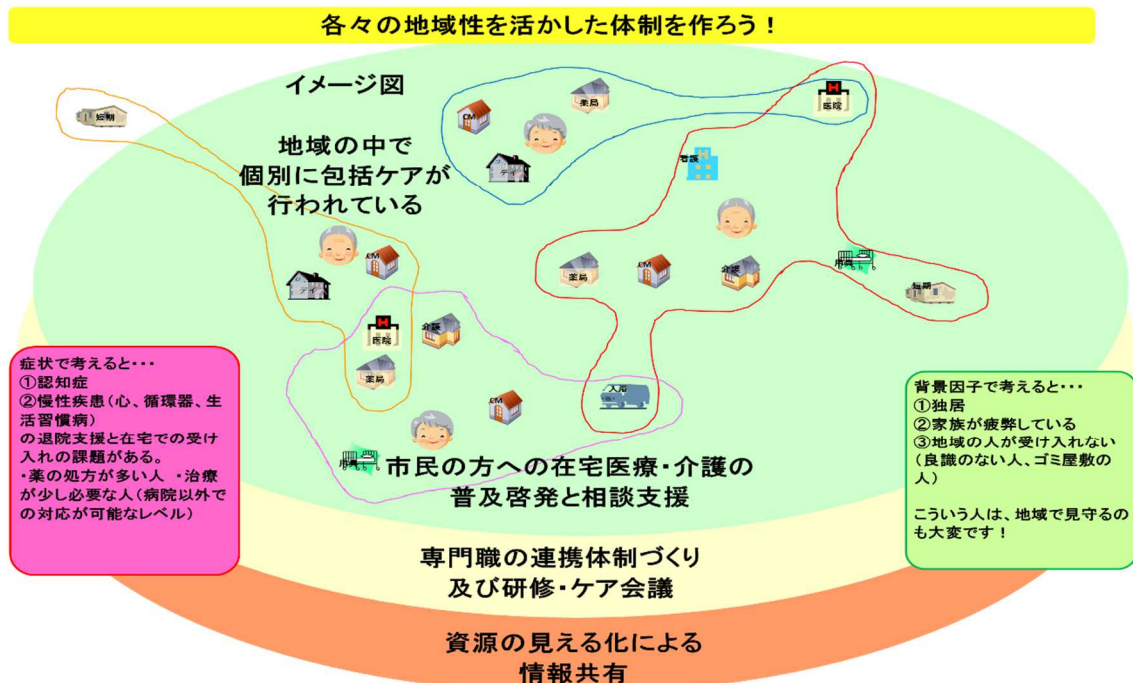 各々の地域性を活かした体制を作ろう！
イメージ図
地域の中で
個別に包括ケアが
行われている
短期
CM
薬局
デイ
医院
看護
薬局
CM
介護
用具
短期
入浴
CM
デイ
医院
介護
薬局
CM
用具
症状で考えると・・・
①認知症
②慢性疾患（心、循環器、生
活習慣病）
の退院支援と在宅での受け
入れの課題がある。
・薬の処方が多い人　・治療
が少し必要な人（病院以外で
の対応が可能なレベル）
背景因子で考えると・・・
①独居
②家族が疲弊している
③地域の人が受け入れない
（良識のない人、ゴミ屋敷の
人）
こういう人は、地域で見守るの
も大変です！
市民の方への在宅医療・介護の
普及啓発と相談支援
専門職の連携体制づくり
及び研修・ケア会議
資源の見える化による
情報共有